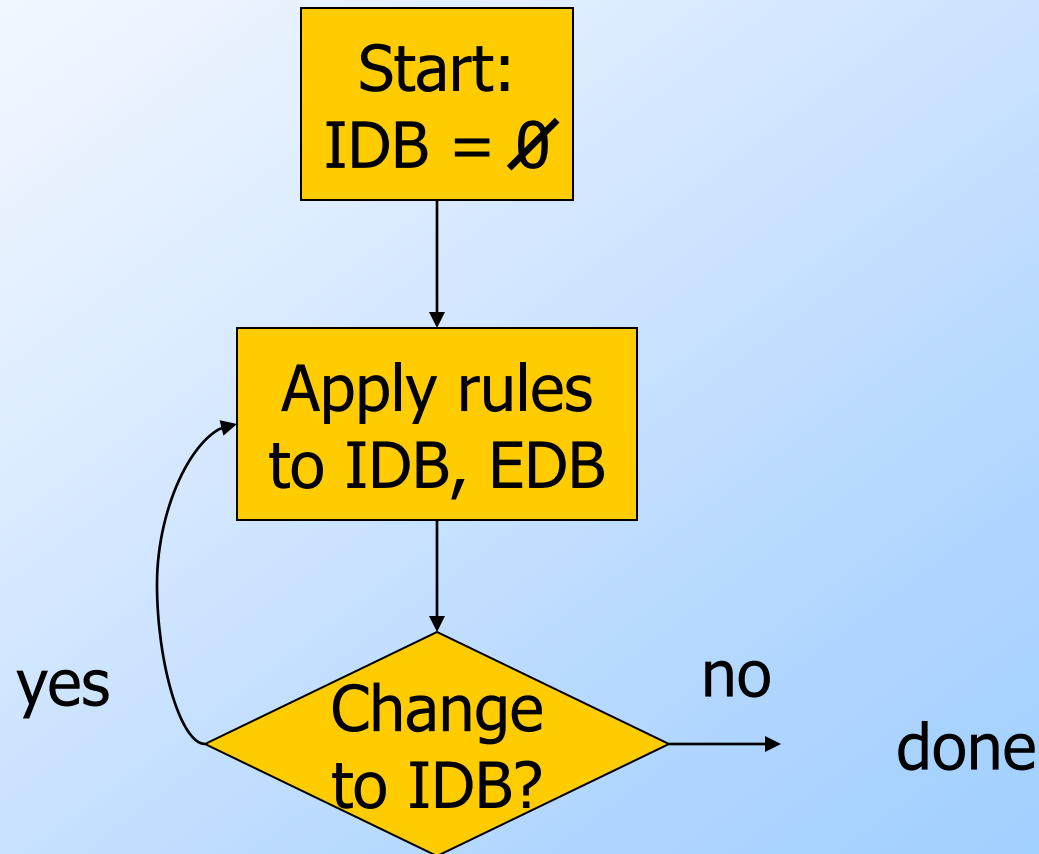 Start:
IDB = ∅
Apply rules
to IDB, EDB
yes
no
Change
to IDB?
done